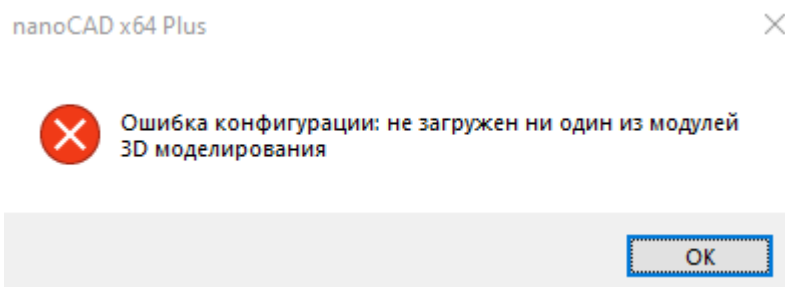 nanoCAD x64 Plus
Ошибка конфигурации: не загружен ни один из модулей
3D моделирования
OK